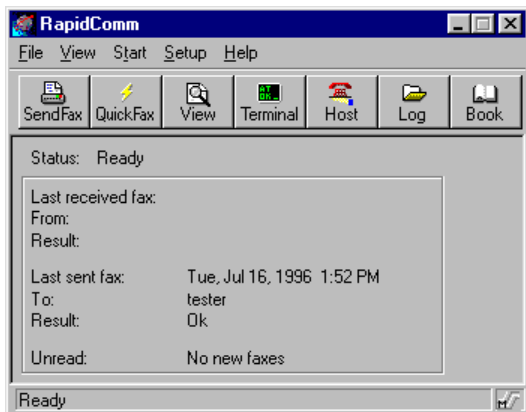 RapidComm
File View Start Setup Help
SendFax QuickFax View Terminal Host Log Book
Status: Ready
Last received fax:
From:
Result:
Last sent fax: Tue, Jul 16, 1996 1:52 PM
To: tester
Result: Ok
Unread: No new faxes
Ready